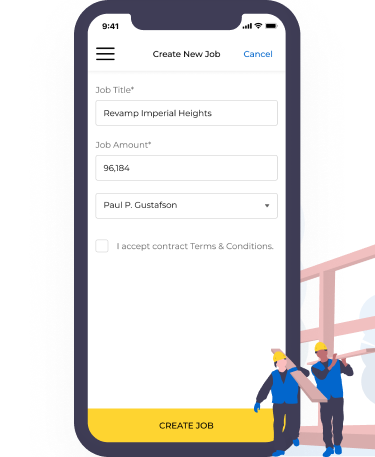 9:41
Create New Job
Cancel
Job Title*
Revamp Imperial Heights
Job Amount*
96,184
Paul P. Gustafson
I accept contract Terms & Conditions.
CREATE JOB